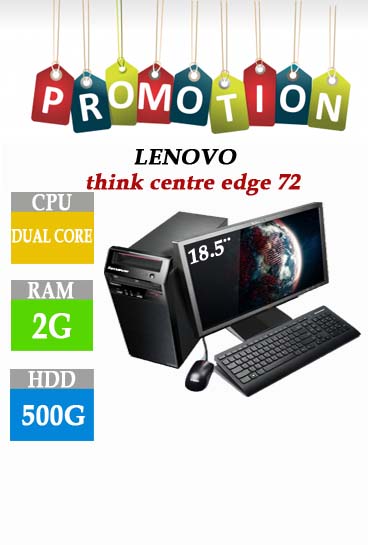 PROMOTION
LENOVO
think centre edge 72
CPU
DUAL CORE
18.5"
RAM
2G
HDD
500G